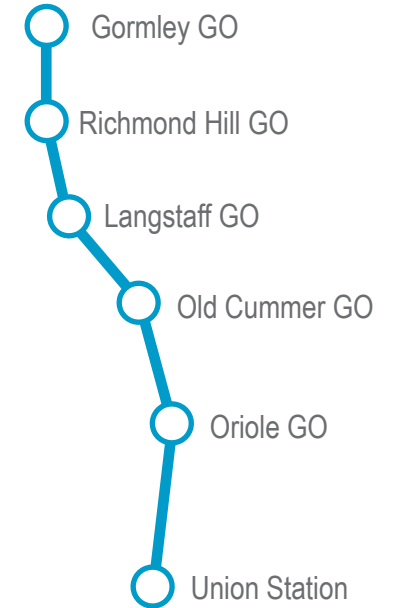 Gormley GO
Richmond Hill GO
Langstaff GO
Old Cummer GO
Oriole GO
Union Station